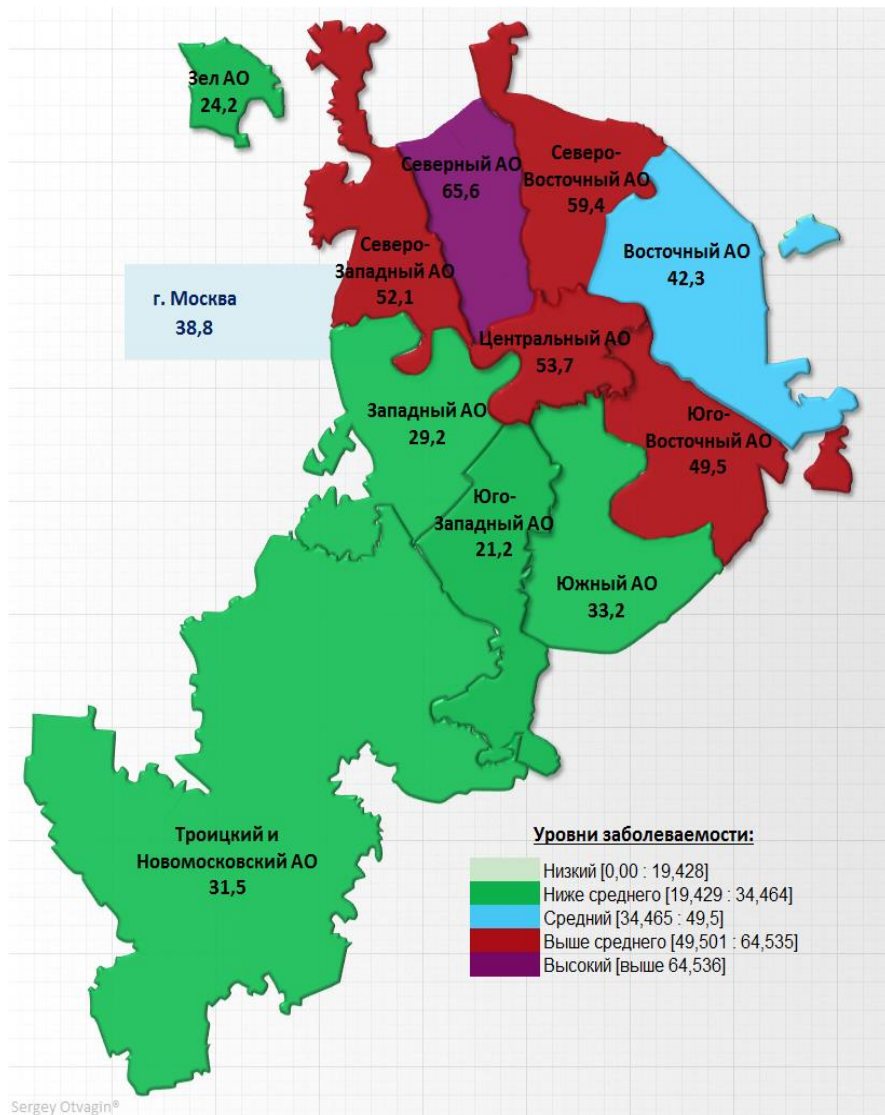 Зел АО
24,2
Северный АО
65,6
Северо-
Восточный АО
59,4
Северо-
Западный АО
52,1
Восточный АО
42,3
г. Москва
38,8
Центральный АО
53,7
Западный АО
29,2
Юго-
Восточный АО
49,5
Юго-
Западный АО
21,2
Южный АО
33,2
Троицкий и
Новомосковский АО
31,5
Уровни заболеваемости:
Низкий [0,00 : 19,428]
Ниже среднего [19,429 : 34,464]
Средний [34,465 : 49,5]
Выше среднего [49,501 : 64,535]
Высокий [выше 64,536]
Sergey Otvagin®